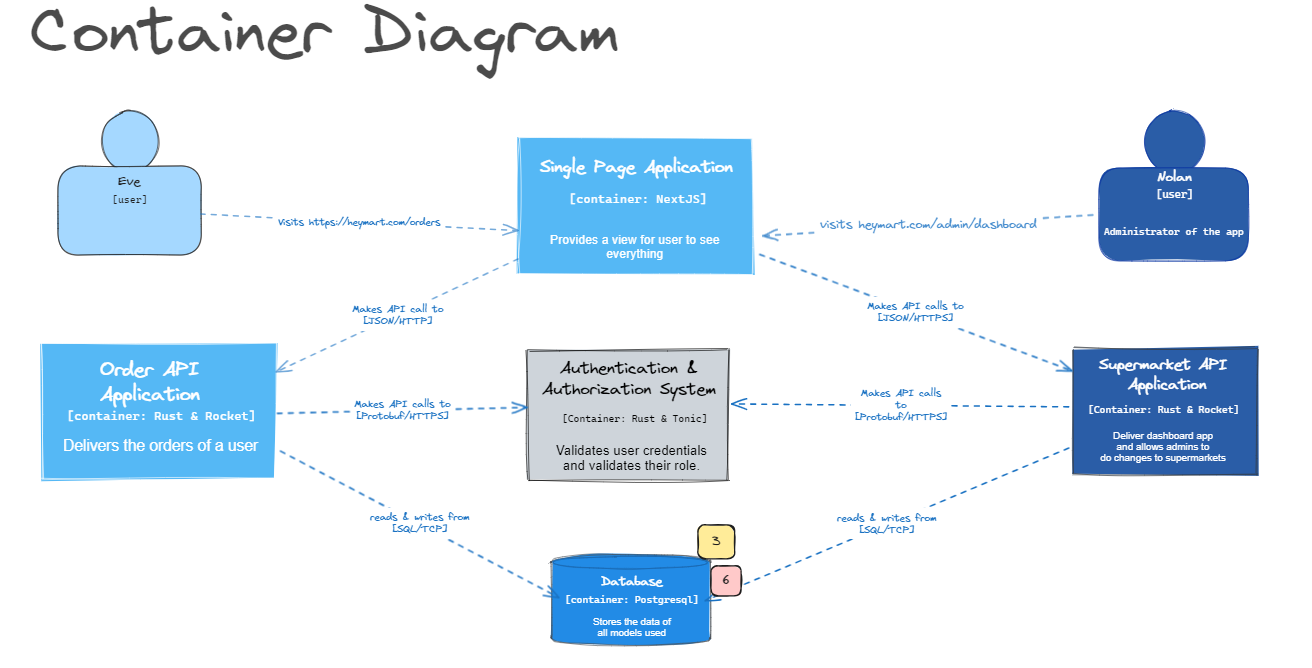 Container Diagram
Eve
[user]
Visits https://heymart.com/orders
Single Page Application
[container: NextJS]
Provides a view for user to see
everything
visits heymart.com/admin/dashboard
Nolan
[user]
Administrator of the app
Makes API call to
[JSON/HTTP]
Makes API calls to
[JSON/HTTPS]
Order API
Application
[container: Rust & Rocket]
Delivers the orders of a user
Makes API calls to
[Protobuf/HTTPS]
Authentication &
Authorization System
[Container: Rust & Tonic]
Validates user credentials
and validates their role.
Makes API calls
to
[Protobuf/HTTPS]
Supermarket API
Application
[Container: Rust & Rocket]
Deliver dashboard app
and allows admins to
do changes to supermarkets
reads & writes from
[SQL/TCP]
reads & writes from
[SQL/TCP]
3
6
Database
[container: Postgresql]
Stores the data of
all models used